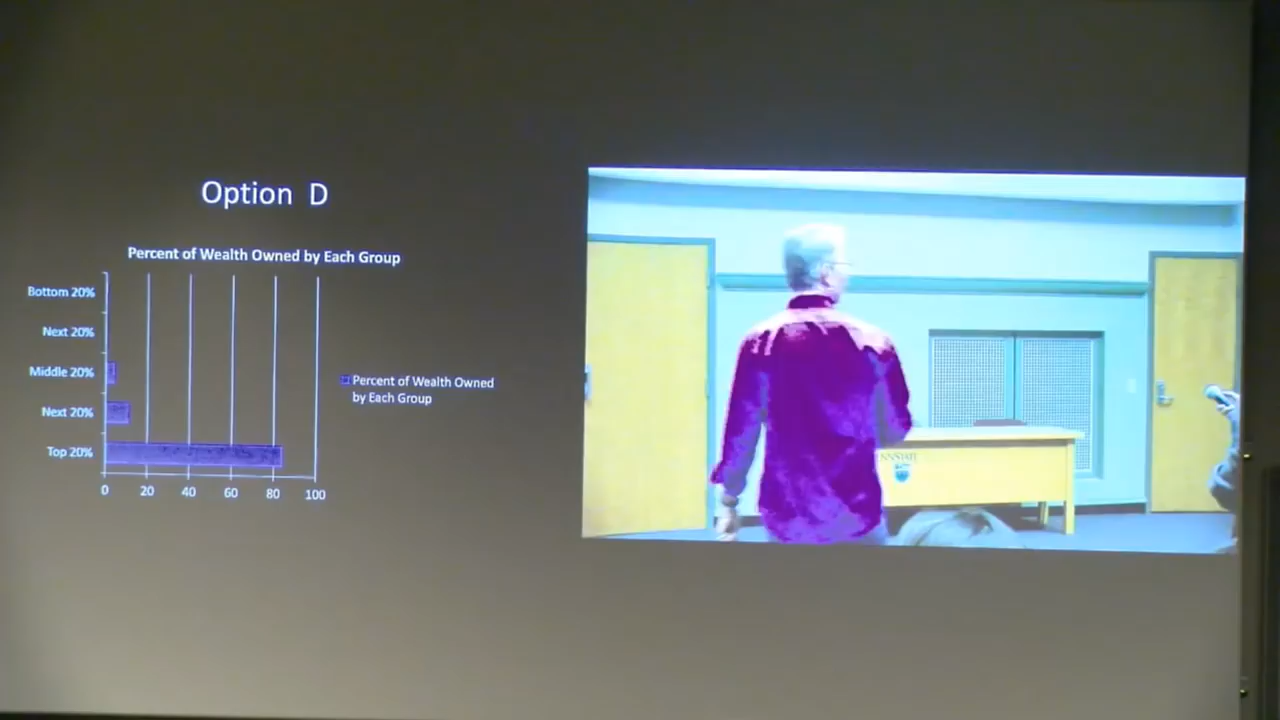 Option D
Percent of Wealth Owned by Each Group
Bottom 20%
Next 20%
Middle 20%
Next 20%
Top 20%
0 20 40 60 80 100
Percent of Wealth Owned
by Each Group